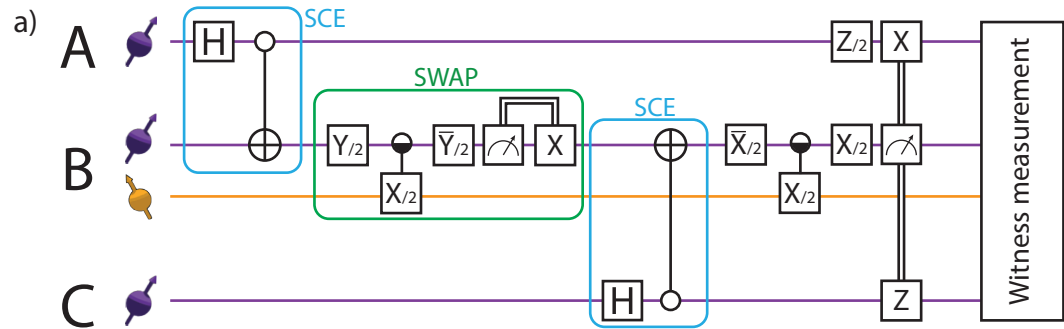 a)
SCE
A
H
Z/2
X
SWAP
SCE
B
Y/2
Y̅/2
X
X̅/2
X/2
X/2
X/2
C
H
Z
Witness measurement